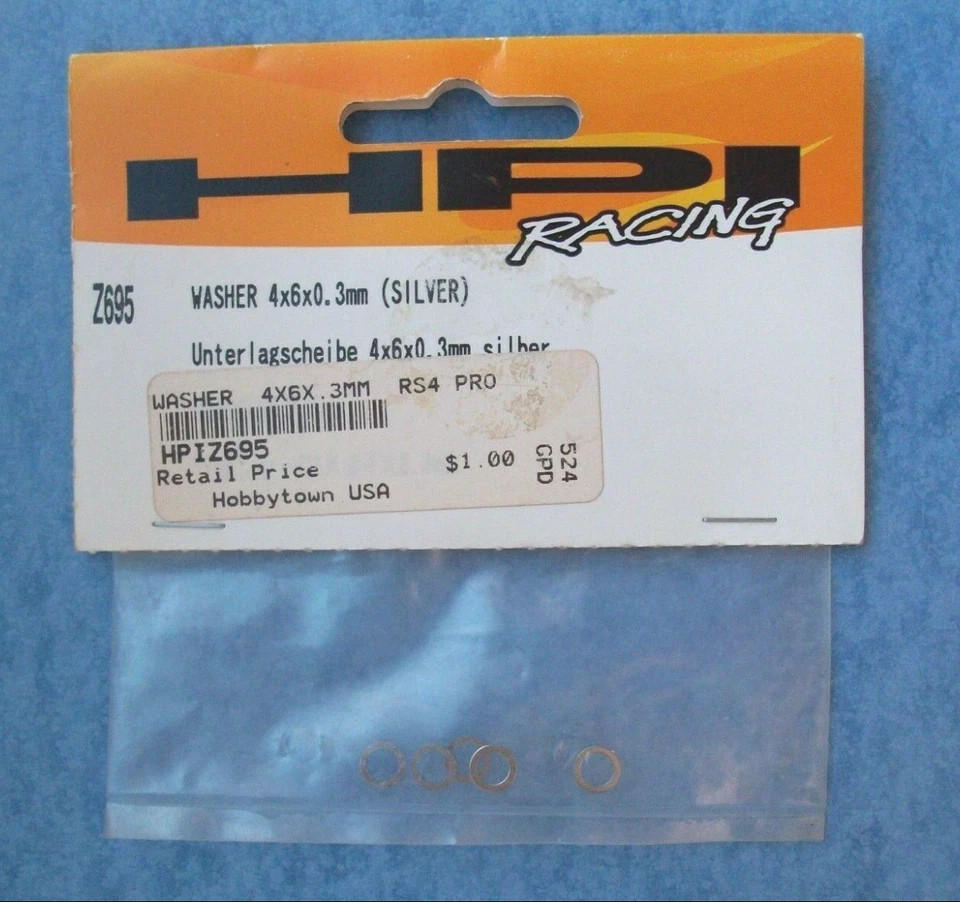 HPI
RACING
Z695 WASHER 4x6x0.3mm (SILVER)
Unterlagscheibe 4x6x0.3mm silber
WASHER 4X6X.3MM RS4 PRO
HPIZ695
Retail Price $1.00
Hobbytown USA
524
GPD